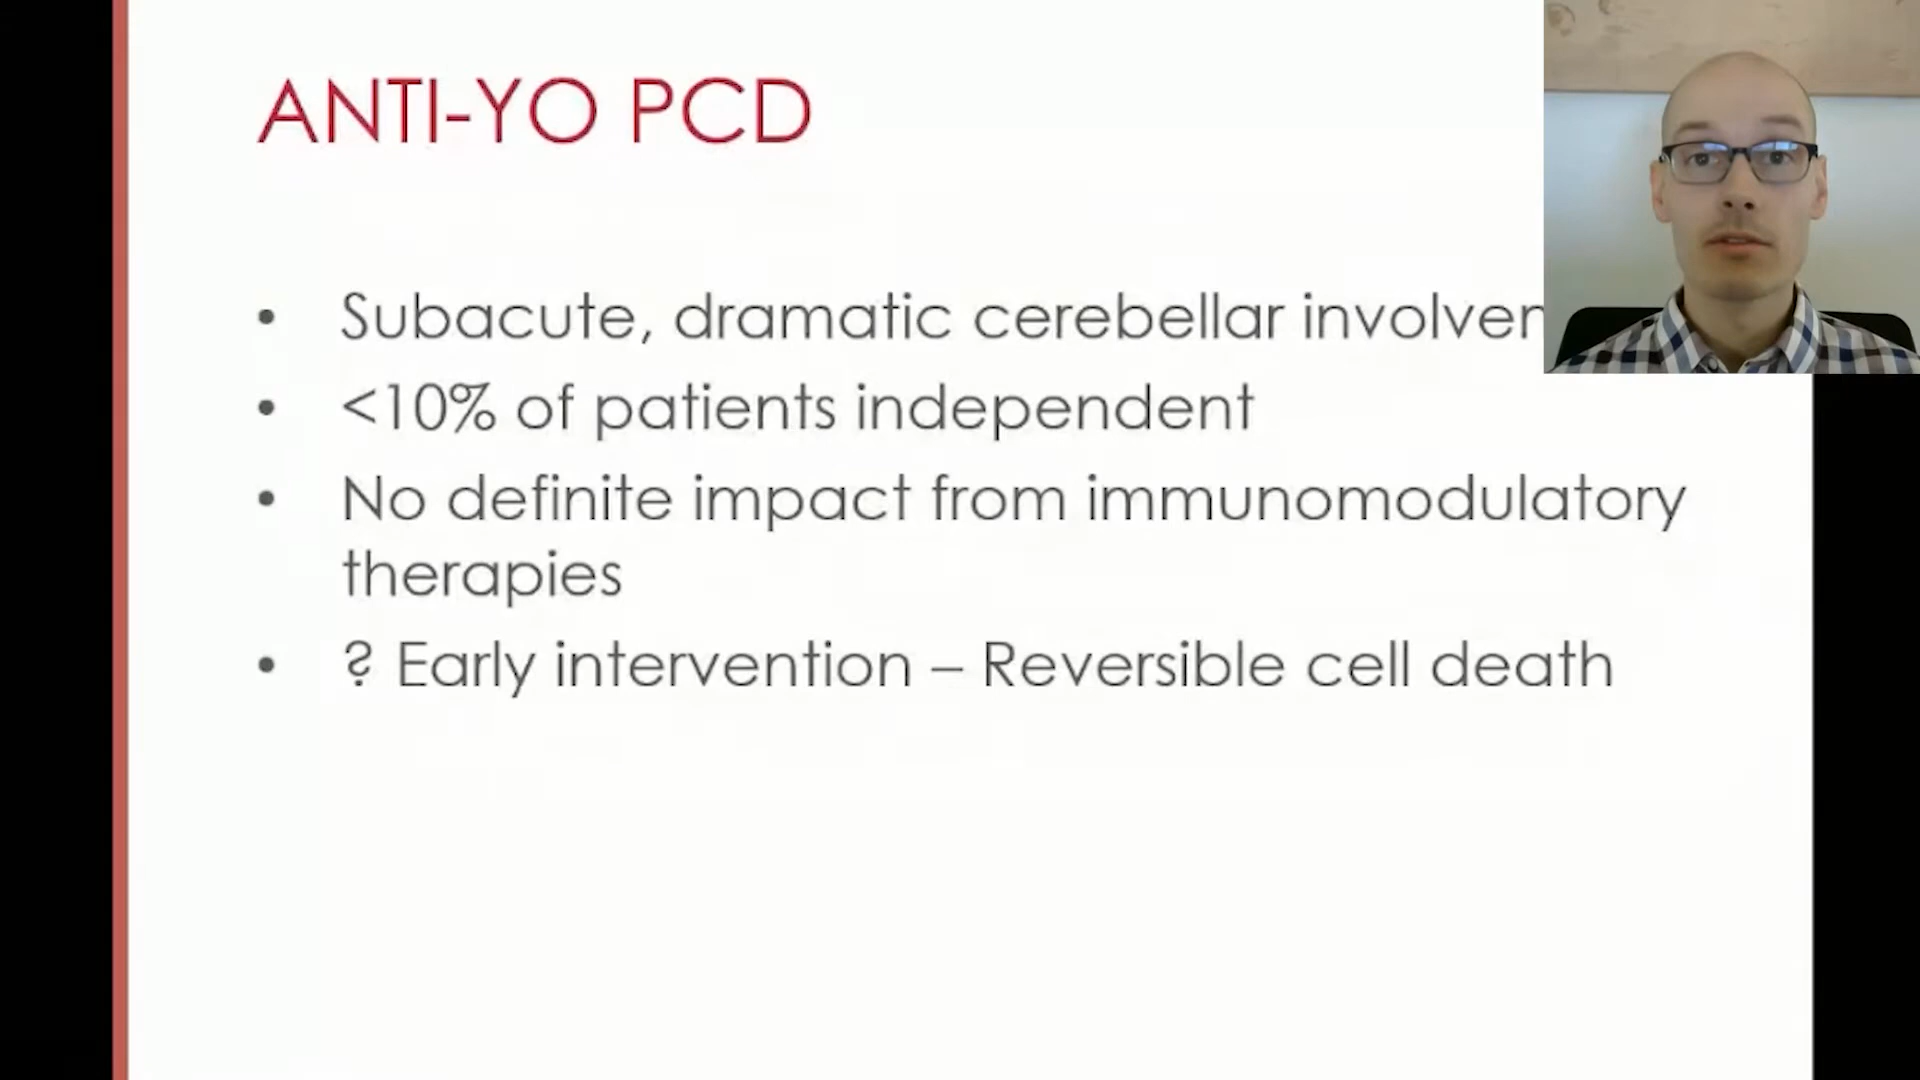 ANTI-YO PCD
• Subacute, dramatic cerebellar
• <10% of patients independent
• No definite impact from immunomodulatory
therapies
• ? Early intervention – Reversible cell death